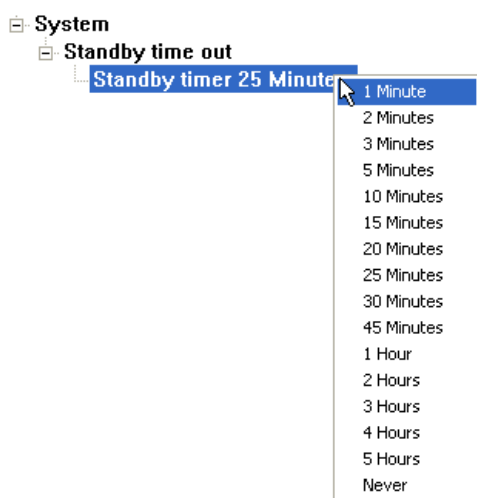 System
Standby time out
Standby timer 25 Minute
1 Minute
2 Minutes
3 Minutes
5 Minutes
10 Minutes
15 Minutes
20 Minutes
25 Minutes
30 Minutes
45 Minutes
1 Hour
2 Hours
3 Hours
4 Hours
5 Hours
Never